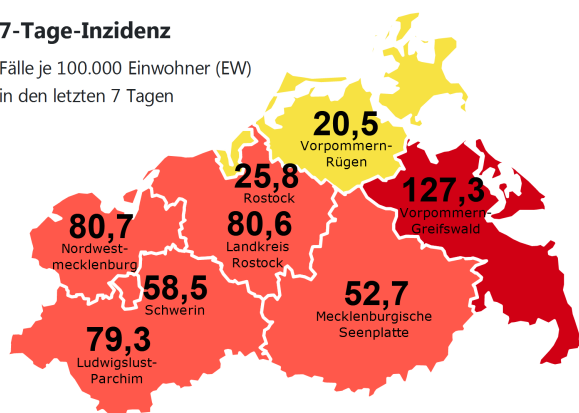 7-Tage-Inzidenz
Fälle je 100.000 Einwohner (EW)
in den letzten 7 Tagen
20,5
Vorpommern-
Rügen
25,8
Rostock
127,3
Vorpommern-
Greifswald
80,7
Nordwest-
mecklenburg
80,6
Landkreis
Rostock
58,5
Schwerin
52,7
Mecklenburgische
Seenplatte
79,3
Ludwigslust-
Parchim